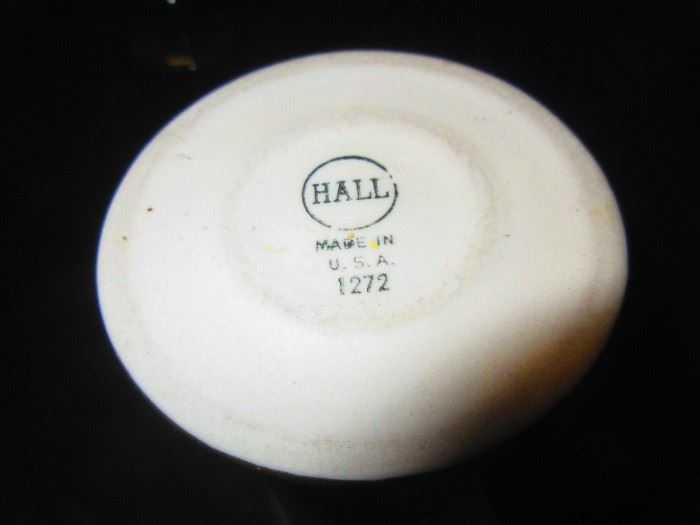 HALL
MADE IN
U. S. A.
1272